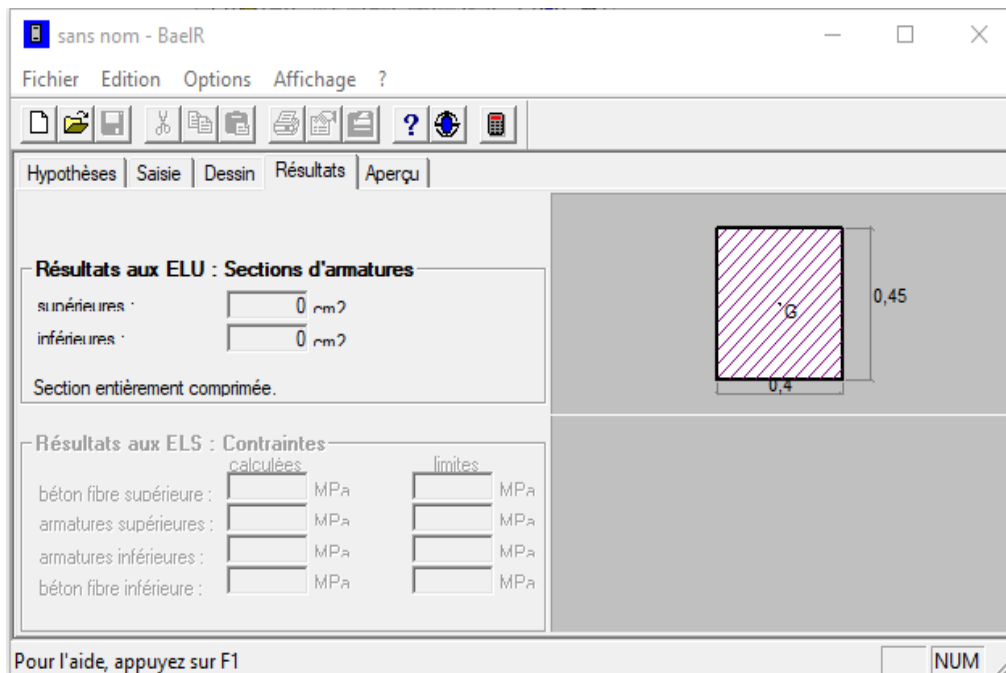 sans nom - BaelR
Fichier Edition Options Affichage ?
Hypothèses Saisie Dessin Résultats Aperçu
Résultats aux ELU : Sections d'armatures
supérieures : 0 cm2
inférieures : 0 cm2
Section entièrement comprimée.
G
0,45
0,4
Résultats aux ELS : Contraintes
calculées limites
béton fibre supérieure : MPa MPa
armatures supérieures : MPa MPa
armatures inférieures : MPa MPa
béton fibre inférieure : MPa MPa
Pour l'aide, appuyez sur F1
NUM